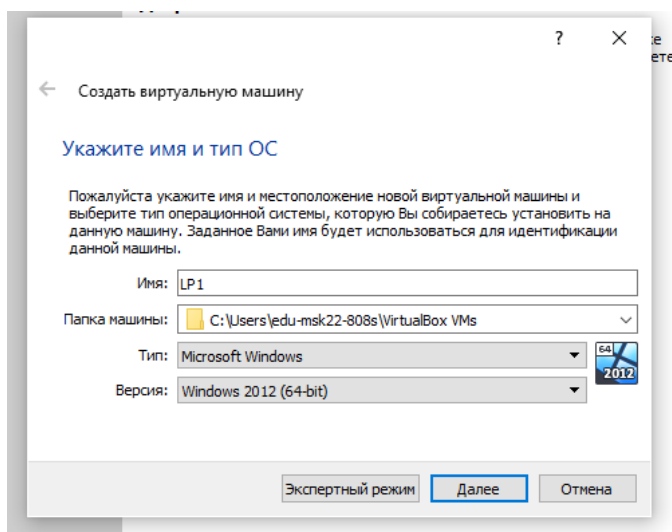 ?
Создать виртуальную машину
Укажите имя и тип ОС
Пожалуйста укажите имя и местоположение новой виртуальной машины и
выберите тип операционной системы, которую Вы собираетесь установить на
данную машину. Заданное Вами имя будет использоваться для идентификации
данной машины.
Имя: LP1
Папка машины: C:\Users\edu-msk22-808s\VirtualBox VMs
Тип: Microsoft Windows
64
2012
Версия: Windows 2012 (64-bit)
Экспертный режим Далее Отмена